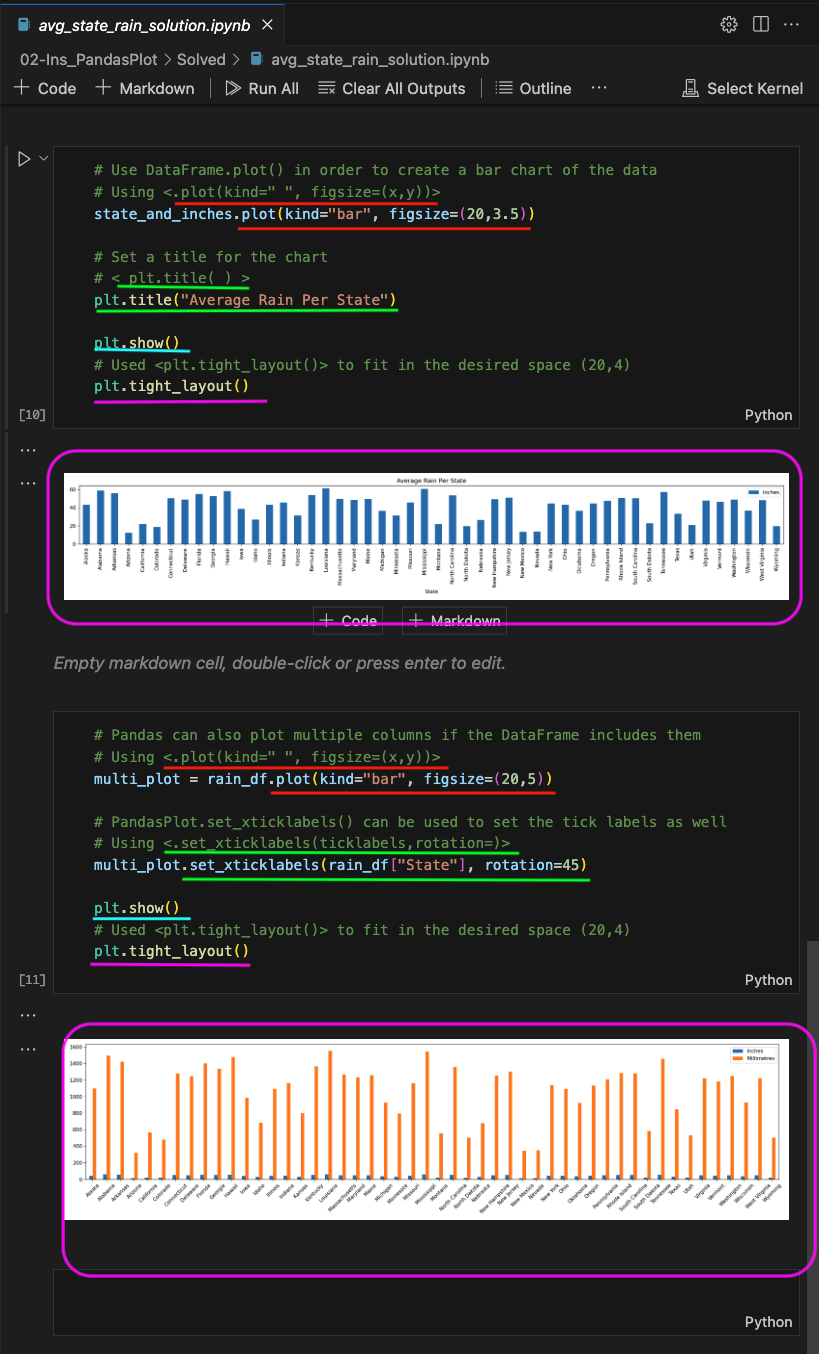 avg_state_rain_solution.ipynb
02-Ins_PandasPlot > Solved > avg_state_rain_solution.ipynb
+ Code + Markdown Run All Clear All Outputs Outline ... Select Kernel
# Use DataFrame.plot() in order to create a bar chart of the data
# Using <.plot(kind=" ", figsize=(x,y))>
state_and_inches.plot(kind="bar", figsize=(20,3.5))
# Set a title for the chart
# < plt.title( ) >
plt.title("Average Rain Per State")
plt.show()
# Used <plt.tight_layout()> to fit in the desired space (20,4)
plt.tight_layout()
[10]
Python
...
...
Average Rain Per State
Inches
60
40
20
0
Alaska Alabama Arkansas Arizona California Colorado Connecticut Delaware Florida Georgia Hawaii Iowa Idaho Illinois Indiana Kansas Kentucky Louisiana Massachusetts Maryland Maine Michigan Minnesota Missouri Mississippi Montana North Carolina North Dakota Nebraska New Hampshire New Jersey New Mexico Nevada New York Ohio Oklahoma Oregon Pennsylvania Rhode Island South Carolina South Dakota Tennessee Texas Utah Virginia Vermont Washington Wisconsin West Virginia Wyoming
State
+ Code + Markdown
Empty markdown cell, double-click or press enter to edit.
# Pandas can also plot multiple columns if the DataFrame includes them
# Using <.plot(kind=" ", figsize=(x,y))>
multi_plot = rain_df.plot(kind="bar", figsize=(20,5))
# PandasPlot.set_xticklabels() can be used to set the tick labels as well
# Using <.set_xticklabels(ticklabels,rotation=)>
multi_plot.set_xticklabels(rain_df["State"], rotation=45)
plt.show()
# Used <plt.tight_layout()> to fit in the desired space (20,4)
plt.tight_layout()
[11]
Python
...
...
Inches
Millimetres
1600
1400
1200
1000
800
600
400
200
0
Alaska Alabama Arkansas Arizona California Colorado Connecticut Delaware Florida Georgia Hawaii Iowa Idaho Illinois Indiana Kansas Kentucky Louisiana Massachusetts Maryland Maine Michigan Minnesota Missouri Mississippi Montana North Carolina North Dakota Nebraska New Hampshire New Jersey New Mexico Nevada New York Ohio Oklahoma Oregon Pennsylvania Rhode Island South Carolina South Dakota Tennessee Texas Utah Virginia Vermont Washington Wisconsin West Virginia Wyoming
Python